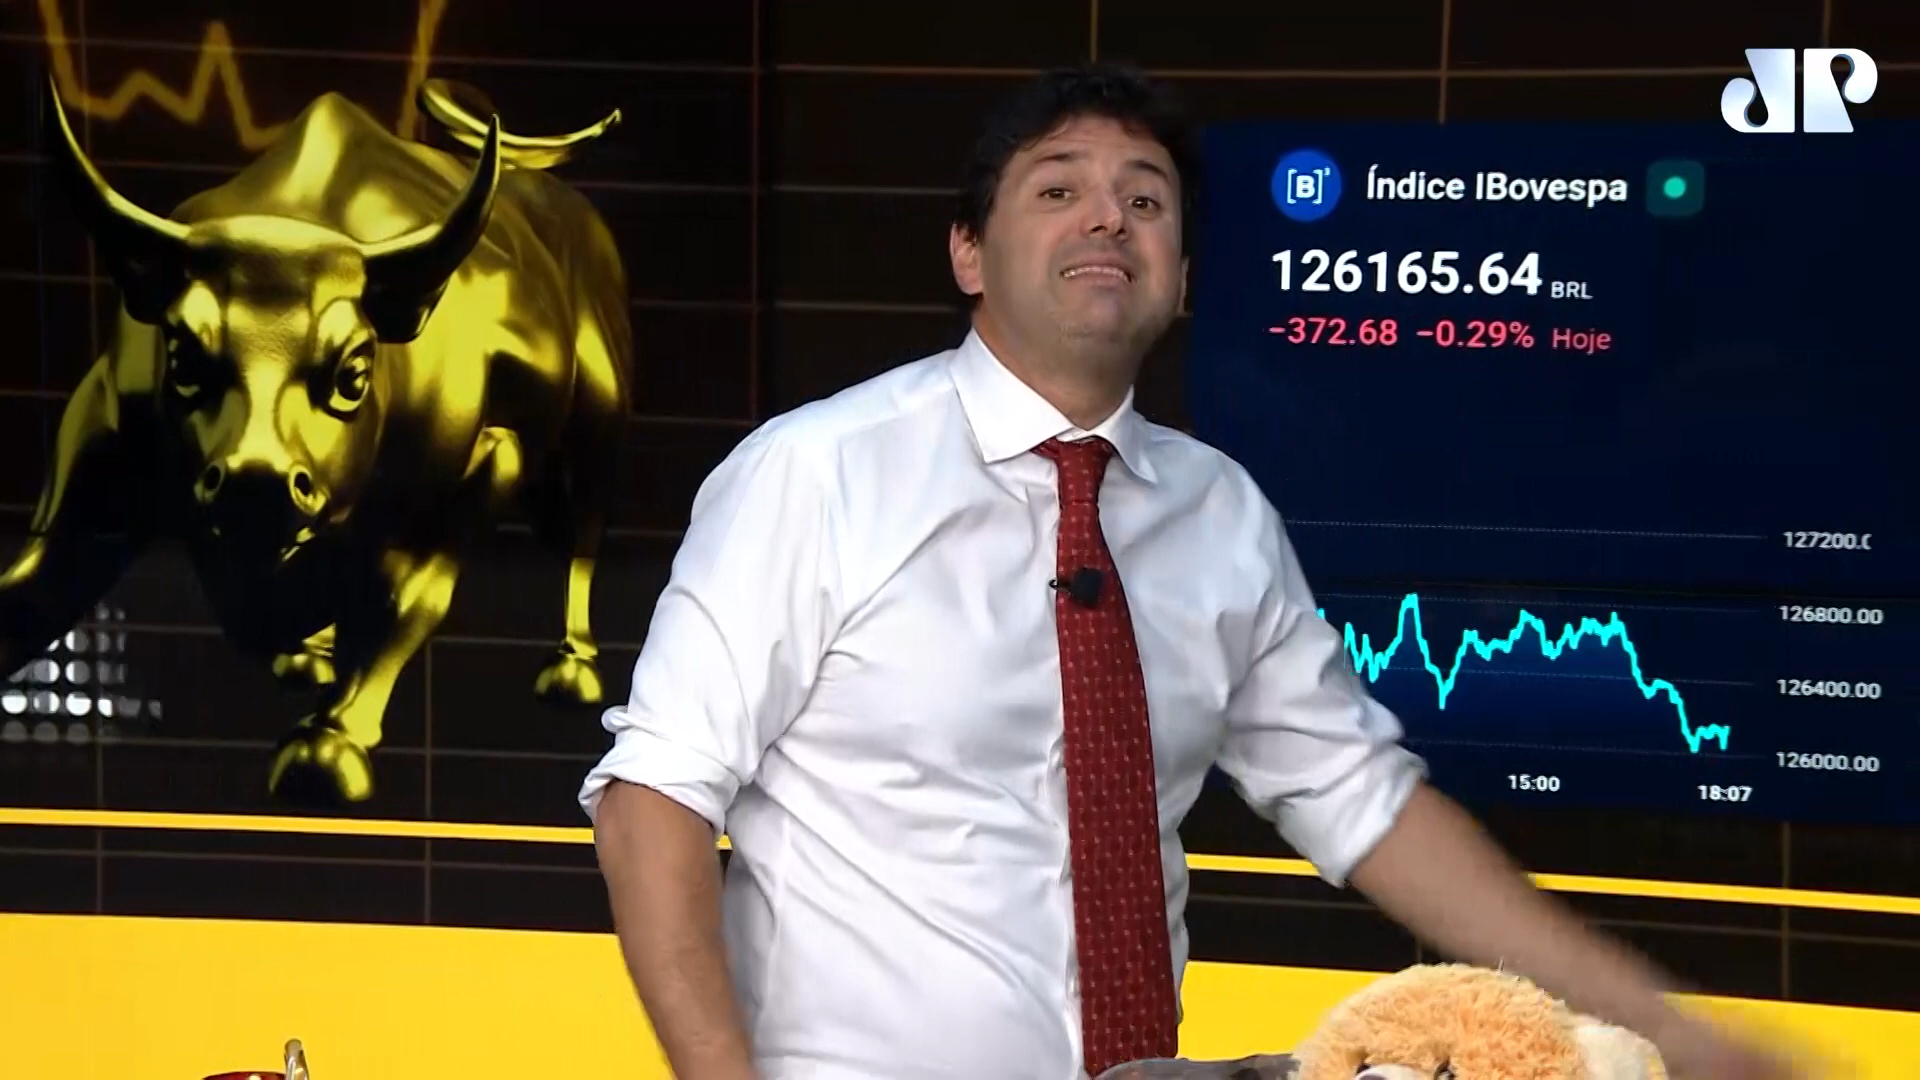 JP
[B]³ Índice IBovespa
126165.64 BRL
−372.68 −0.29% Hoje
127200.0
126800.00
126400.00
126000.00
15:00 18:07